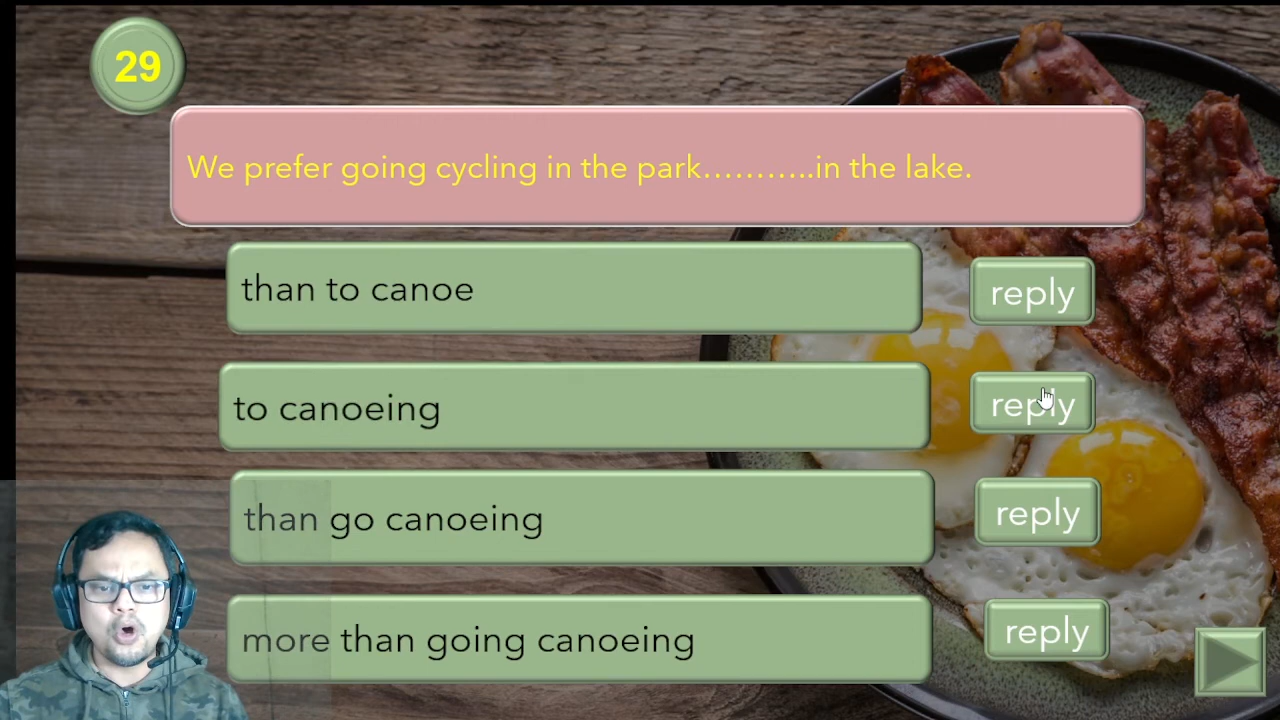 29
We prefer going cycling in the park………..in the lake.
than to canoe
reply
to canoeing
reply
than go canoeing
reply
more than going canoeing
reply